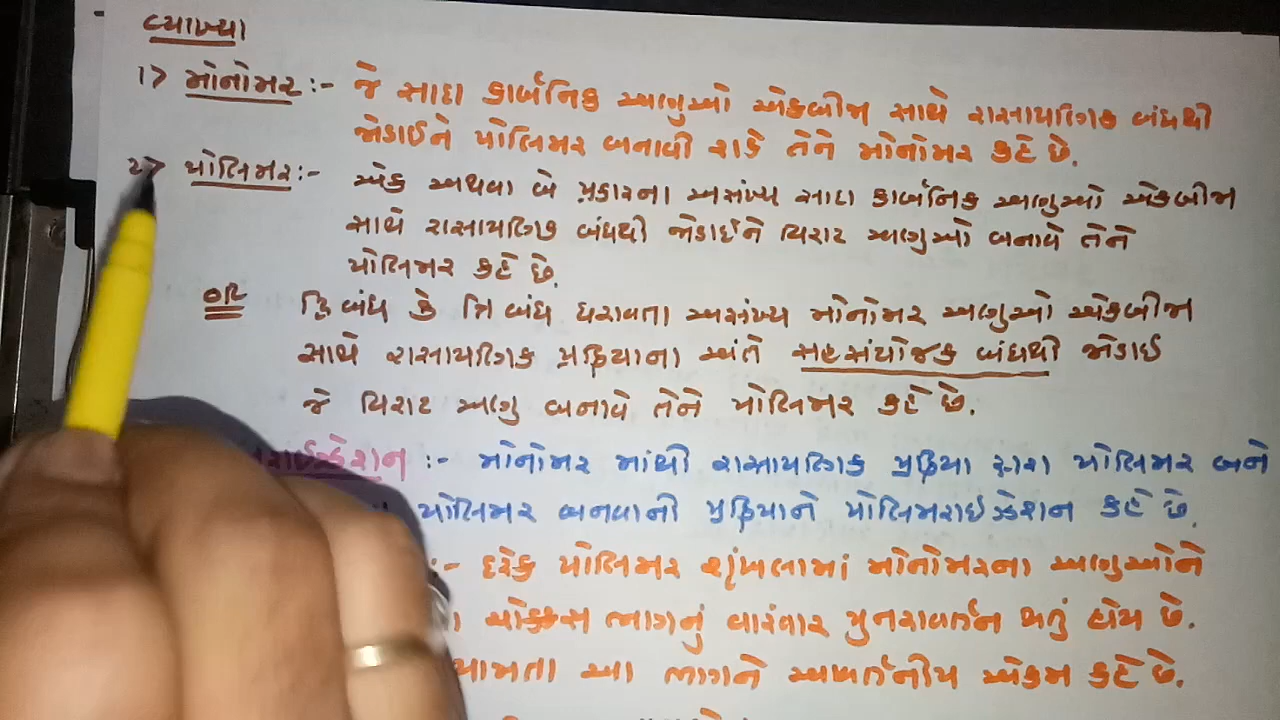 વ્યાખ્યા
1> મોનોમર :- જે સાદા કાર્બનિક અણુઓ એકબીજા સાથે રાસાયણિક બંધથી
જોડાઈને પોલિમર બનાવી શકે તેને મોનોમર કહે છે.
2> પોલિમર :- એક અથવા બે પ્રકારના અસંખ્ય સાદા કાર્બનિક અણુઓ એકબીજા
સાથે રાસાયણિક બંધથી જોડાઈને વિરાટ અણુઓ બનાવે તેને
પોલિમર કહે છે.
OR દ્વિબંધ કે ત્રિબંધ ધરાવતા અસંખ્ય મોનોમર અણુઓ એકબીજા
સાથે રાસાયણિક પ્રક્રિયાના અંતે સહસંયોજક બંધથી જોડાઈ
જે વિરાટ અણુ બનાવે તેને પોલિમર કહે છે.
રાઈઝેશન :- મોનોમર માંથી રાસાયણિક પ્રક્રિયા દ્વારા પોલિમર બને
પોલિમર બનવાની પ્રક્રિયાને પોલિમરાઇઝેશન કહે છે.
:- દરેક પોલિમર શૃંખલામાં મોનોમરના અણુઓને
ચોક્કસ ભાગનું વારંવાર પુનરાવર્તન થતું હોય છે.
પામતા આ ભાગને આવર્તનીય એકમ કહે છે.